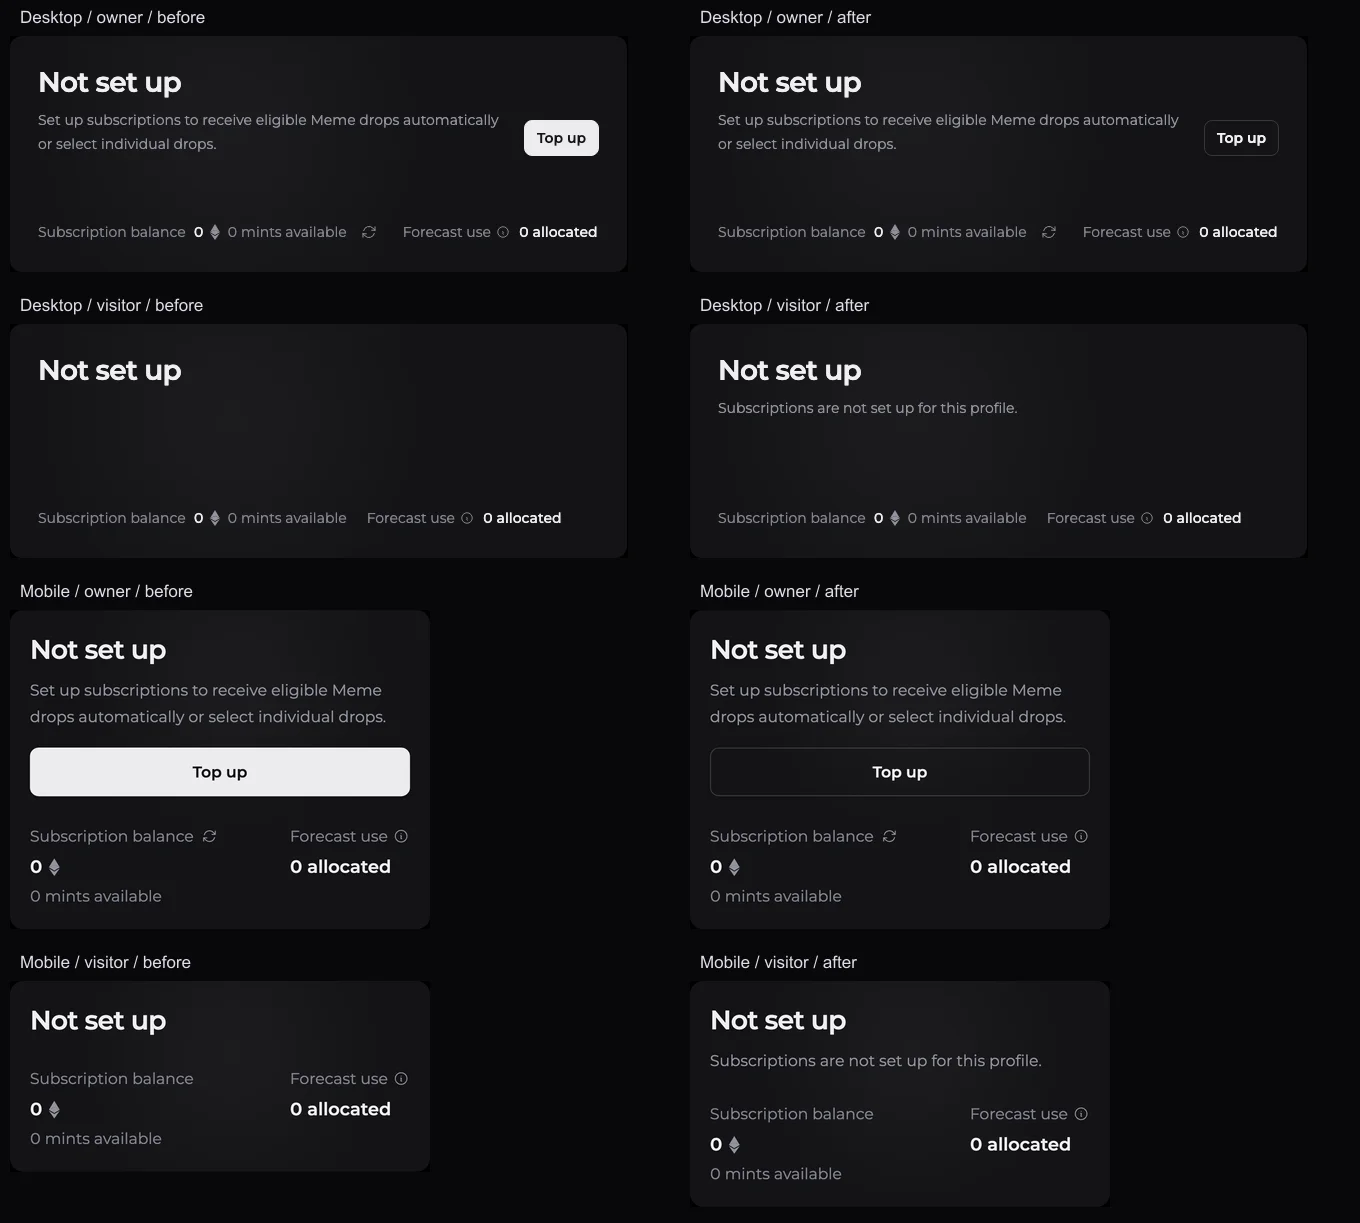 Desktop / owner / before
Not set up
Set up subscriptions to receive eligible Meme drops automatically
or select individual drops.
Top up
Subscription balance 0 0 mints available Forecast use 0 allocated
Desktop / owner / after
Not set up
Set up subscriptions to receive eligible Meme drops automatically
or select individual drops.
Top up
Subscription balance 0 0 mints available Forecast use 0 allocated
Desktop / visitor / before
Not set up
Subscription balance 0 0 mints available Forecast use 0 allocated
Desktop / visitor / after
Not set up
Subscriptions are not set up for this profile.
Subscription balance 0 0 mints available Forecast use 0 allocated
Mobile / owner / before
Not set up
Set up subscriptions to receive eligible Meme
drops automatically or select individual drops.
Top up
Subscription balance Forecast use
0 0 allocated
0 mints available
Mobile / owner / after
Not set up
Set up subscriptions to receive eligible Meme
drops automatically or select individual drops.
Top up
Subscription balance Forecast use
0 0 allocated
0 mints available
Mobile / visitor / before
Not set up
Subscription balance Forecast use
0 0 allocated
0 mints available
Mobile / visitor / after
Not set up
Subscriptions are not set up for this profile.
Subscription balance Forecast use
0 0 allocated
0 mints available